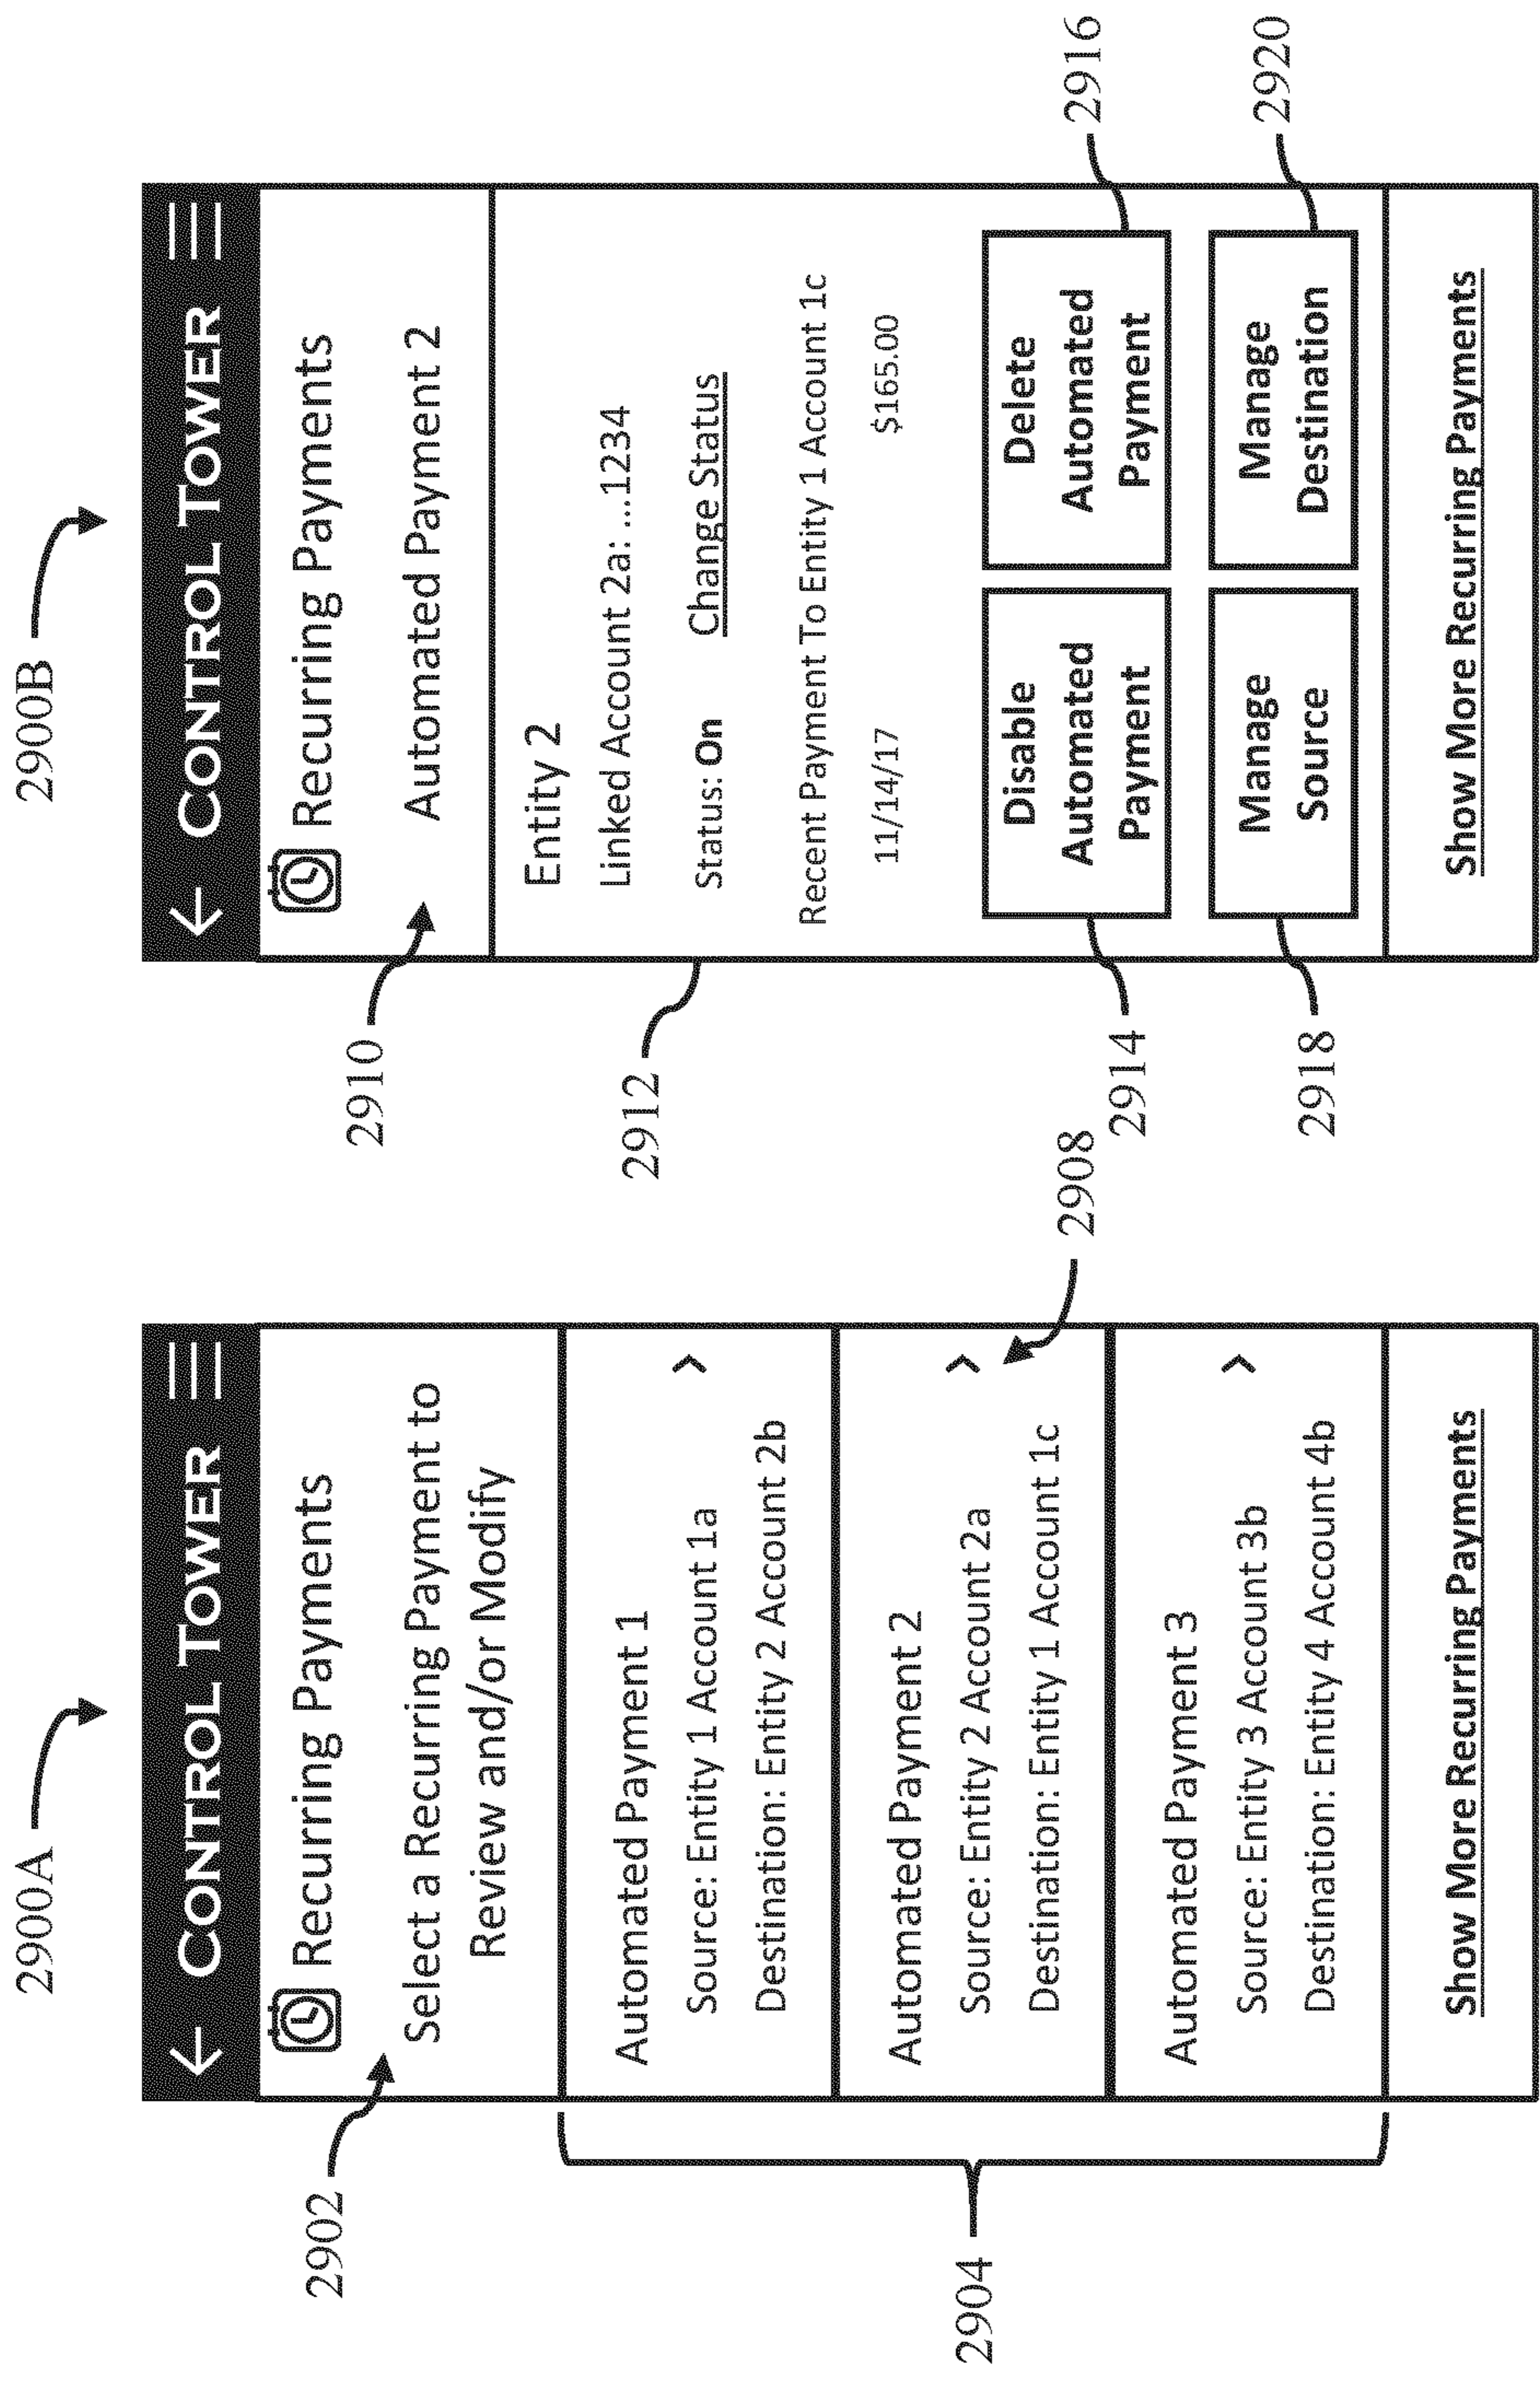 2900A
← CONTROL TOWER
Recurring Payments
Select a Recurring Payment to
Review and/or Modify
2902
Automated Payment 1
Source: Entity 1 Account 1a
Destination: Entity 2 Account 2b
>
Automated Payment 2
Source: Entity 2 Account 2a
Destination: Entity 1 Account 1c
>
2908
Automated Payment 3
Source: Entity 3 Account 3b
Destination: Entity 4 Account 4b
>
2904
Show More Recurring Payments
2900B
← CONTROL TOWER
Recurring Payments
Automated Payment 2
2910
Entity 2
Linked Account 2a: ...1234
Status: On Change Status
2912
Recent Payment To Entity 1 Account 1c
11/14/17 $165.00
Disable
Automated
Payment
2914
Delete
Automated
Payment
2916
Manage
Source
2918
Manage
Destination
2920
Show More Recurring Payments